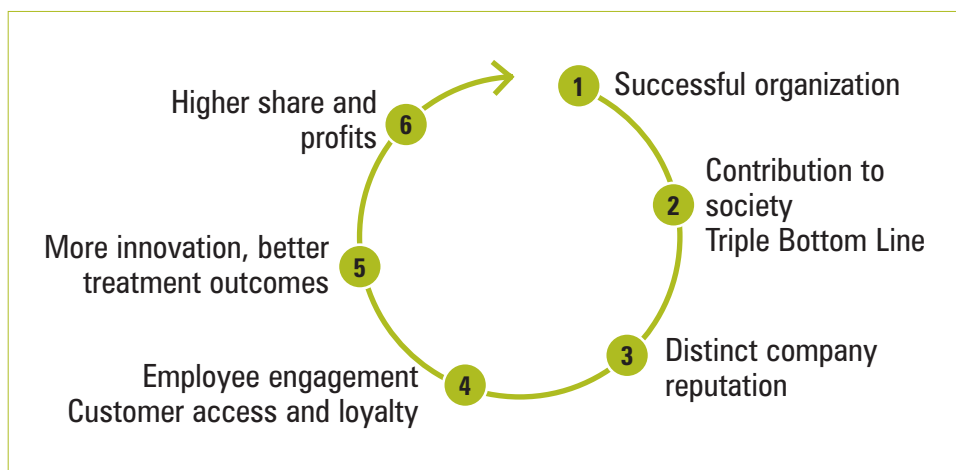 1 Successful organization
2 Contribution to
society
Triple Bottom Line
3 Distinct company
reputation
4 Employee engagement
Customer access and loyalty
5 More innovation, better
treatment outcomes
6 Higher share and
profits